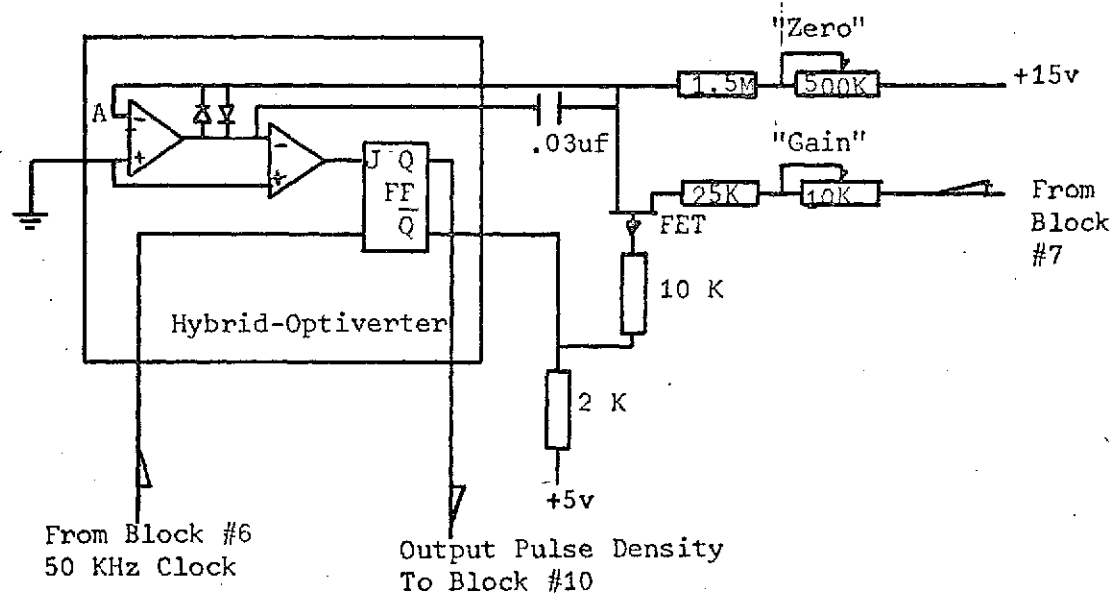 "Zero"
1.5M
500K
+15v
A
-
+
.03uf
"Gain"
-
+
J Q
FF
Q
25K
10K
From
Block
#7
FET
10 K
Hybrid-Optiverter
2 K
+5v
From Block #6
50 KHz Clock
Output Pulse Density
To Block #10